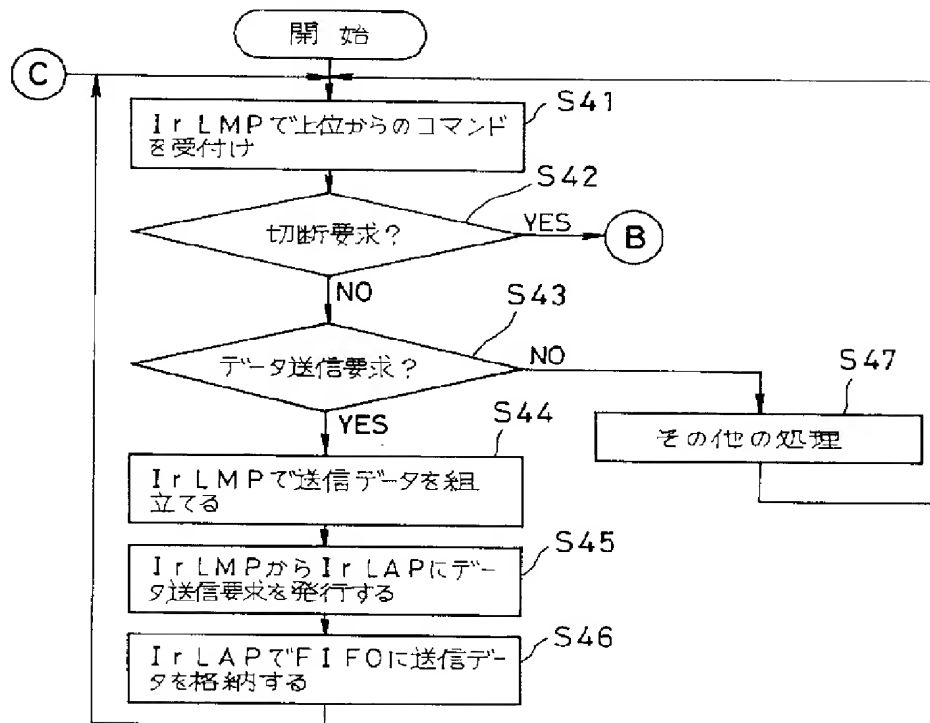 開始
C
S41
IrLMPで上位からのコマンド
を受付け
S42
切断要求?
YES
B
NO
S43
データ送信要求?
NO
S47
その他の処理
YES
S44
IrLMPで送信データを組
立てる
S45
IrLMPからIrLAPにデー
タ送信要求を発行する
S46
IrLAPでFIFOに送信デー
タを格納する